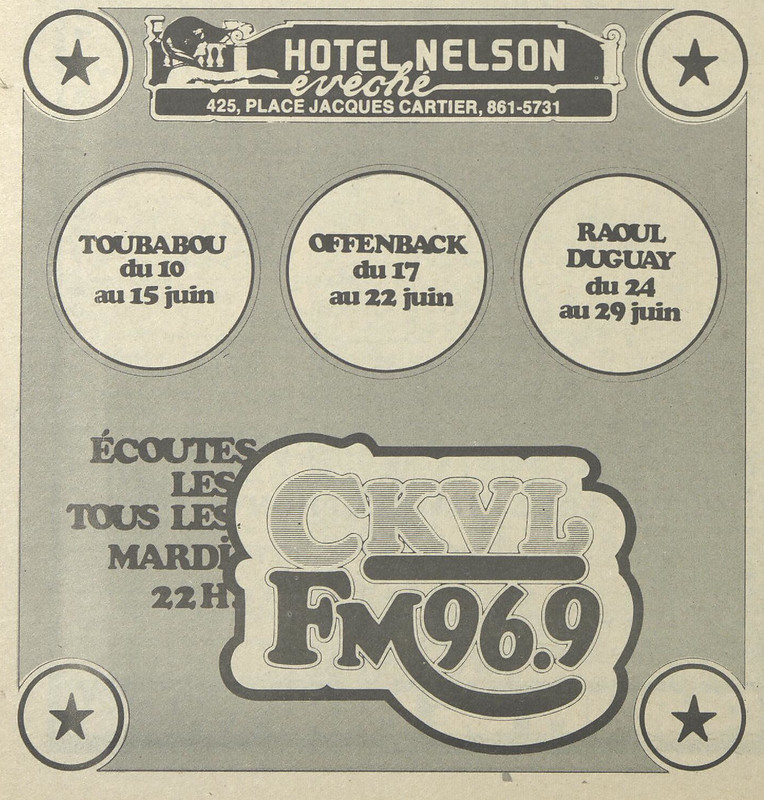 HOTEL NELSON
évêché
425, PLACE JACQUES CARTIER, 861-5731
TOUBABOU
du 10
au 15 juin
OFFENBACK
du 17
au 22 juin
RAOUL
DUGUAY
du 24
au 29 juin
ÉCOUTES
LES
TOUS LES
MARDI
22H.
CKVL
FM 96.9